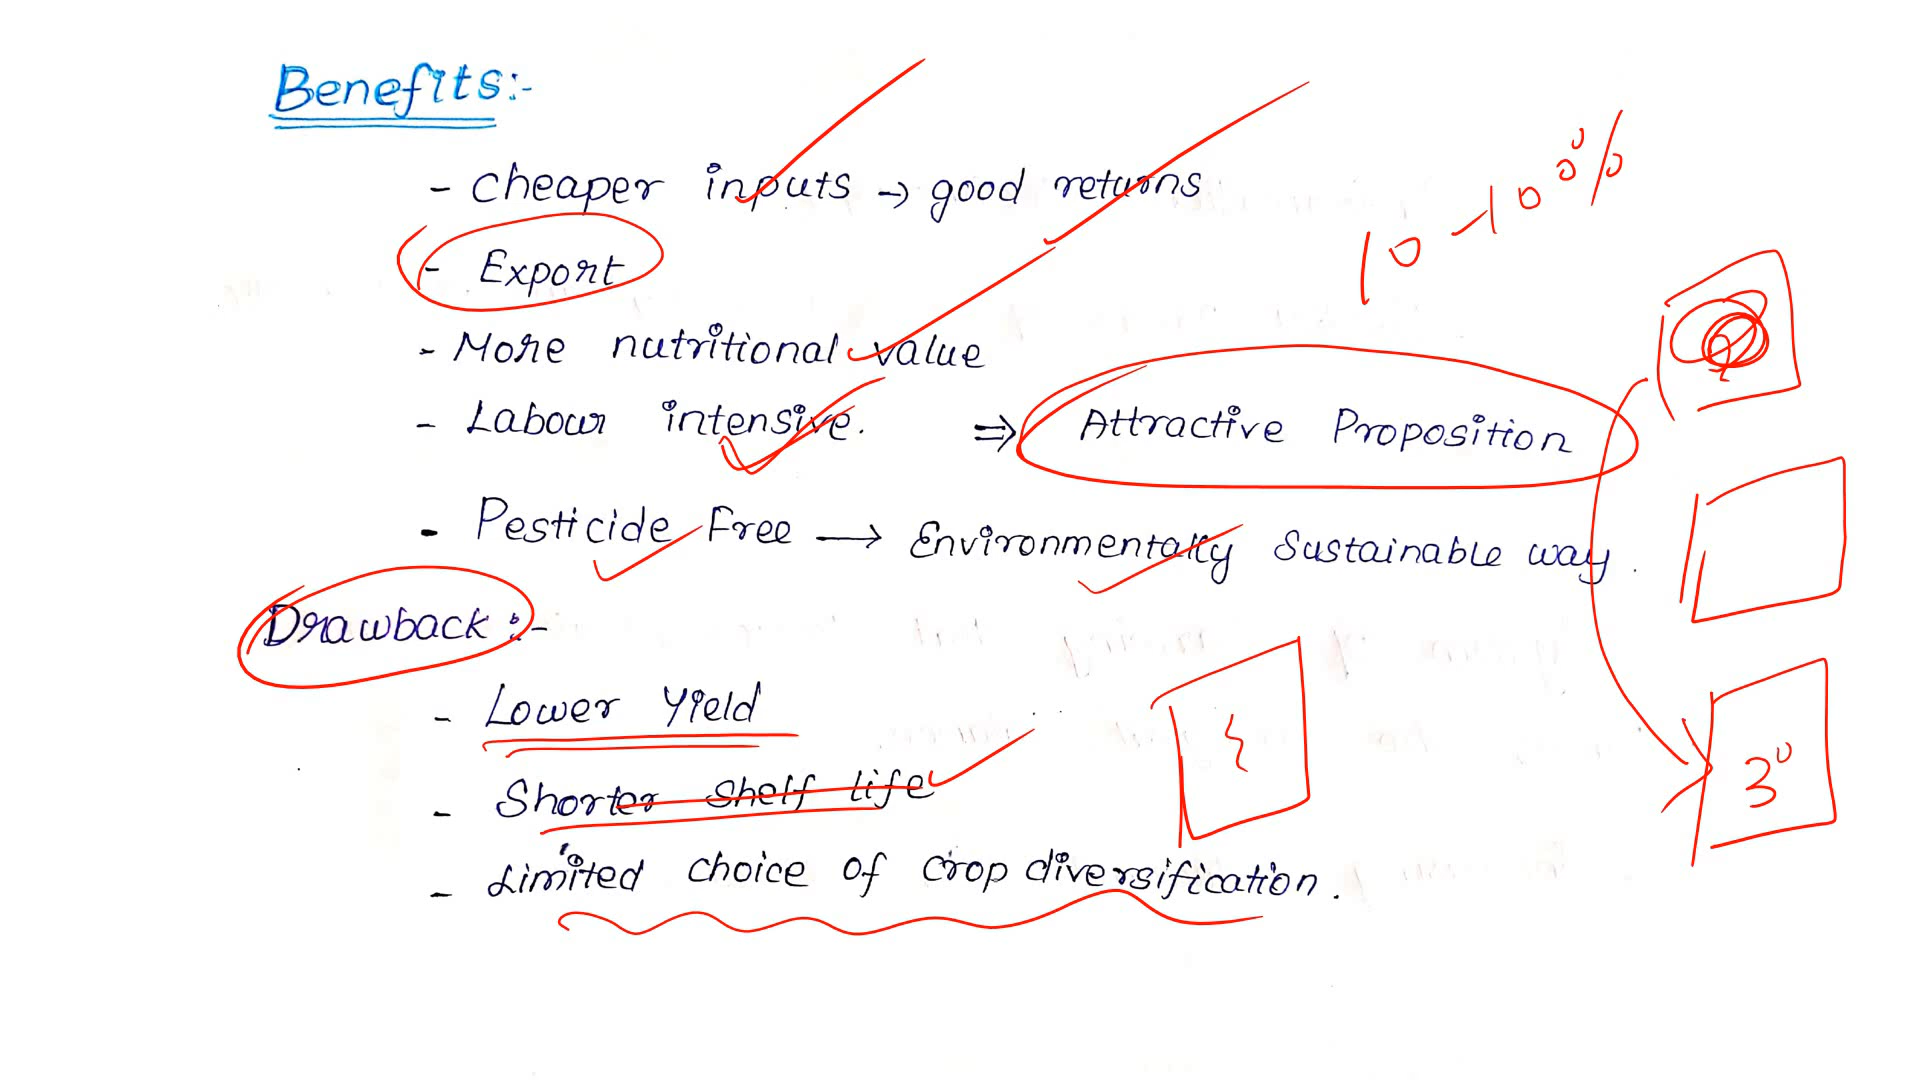 Benefits:-
- Cheaper inputs → good returns
- Export
- More nutritional value
- Labour intensive. ⇒ Attractive Proposition
- Pesticide Free → Environmentally Sustainable way.
Drawback:-
- Lower Yield
- Shorter Shelf life
- Limited choice of crop diversification.
10-100%
30